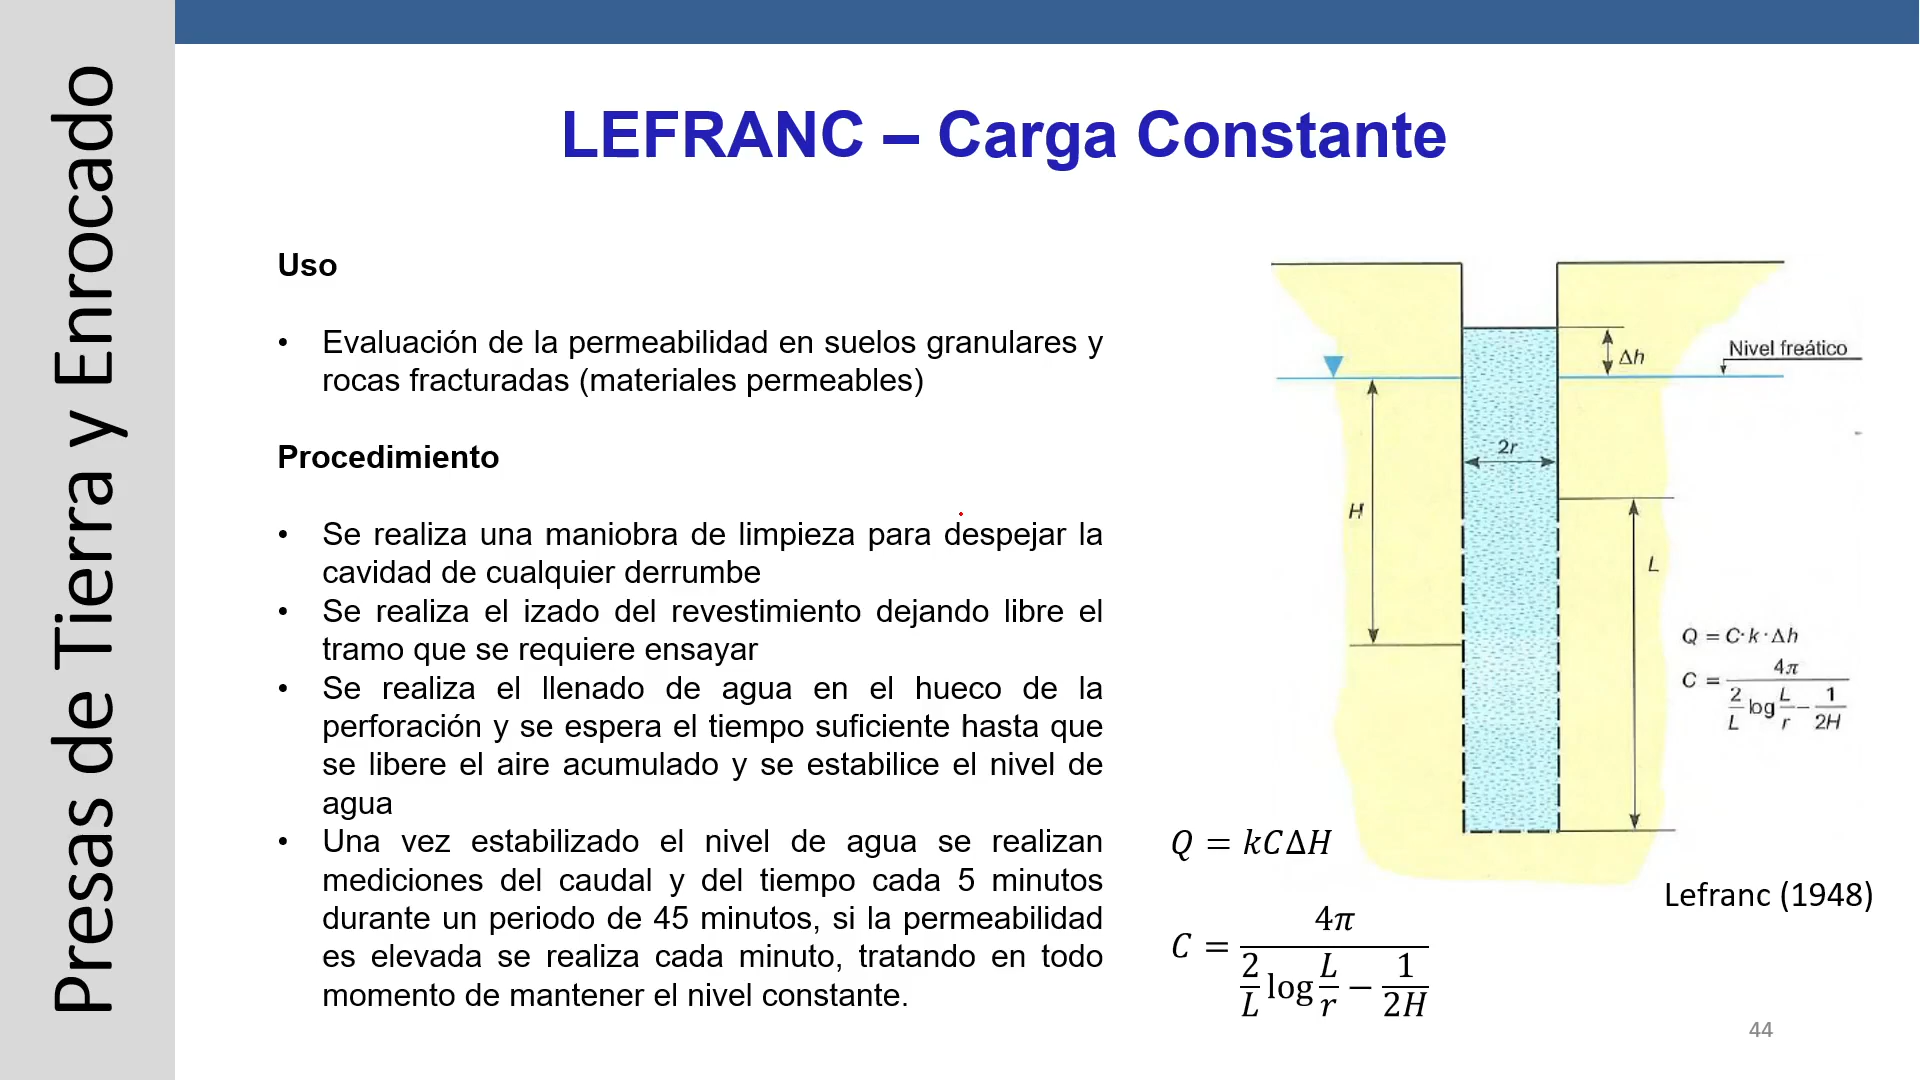 Presas de Tierra y Enrocado
LEFRANC – Carga Constante
Uso
• Evaluación de la permeabilidad en suelos granulares y
rocas fracturadas (materiales permeables)
Procedimiento
• Se realiza una maniobra de limpieza para despejar la
cavidad de cualquier derrumbe
• Se realiza el izado del revestimiento dejando libre el
tramo que se requiere ensayar
• Se realiza el llenado de agua en el hueco de la
perforación y se espera el tiempo suficiente hasta que
se libere el aire acumulado y se estabilice el nivel de
agua
• Una vez estabilizado el nivel de agua se realizan
mediciones del caudal y del tiempo cada 5 minutos
durante un periodo de 45 minutos, si la permeabilidad
es elevada se realiza cada minuto, tratando en todo
momento de mantener el nivel constante.
Δh
Nivel freático
2r
H
L
Q = C·k·Δh
C = 4π / (2/L log L/r − 1/2H)
Q = kCΔH
C = 4π / (2/L log L/r − 1/2H)
Lefranc (1948)
44